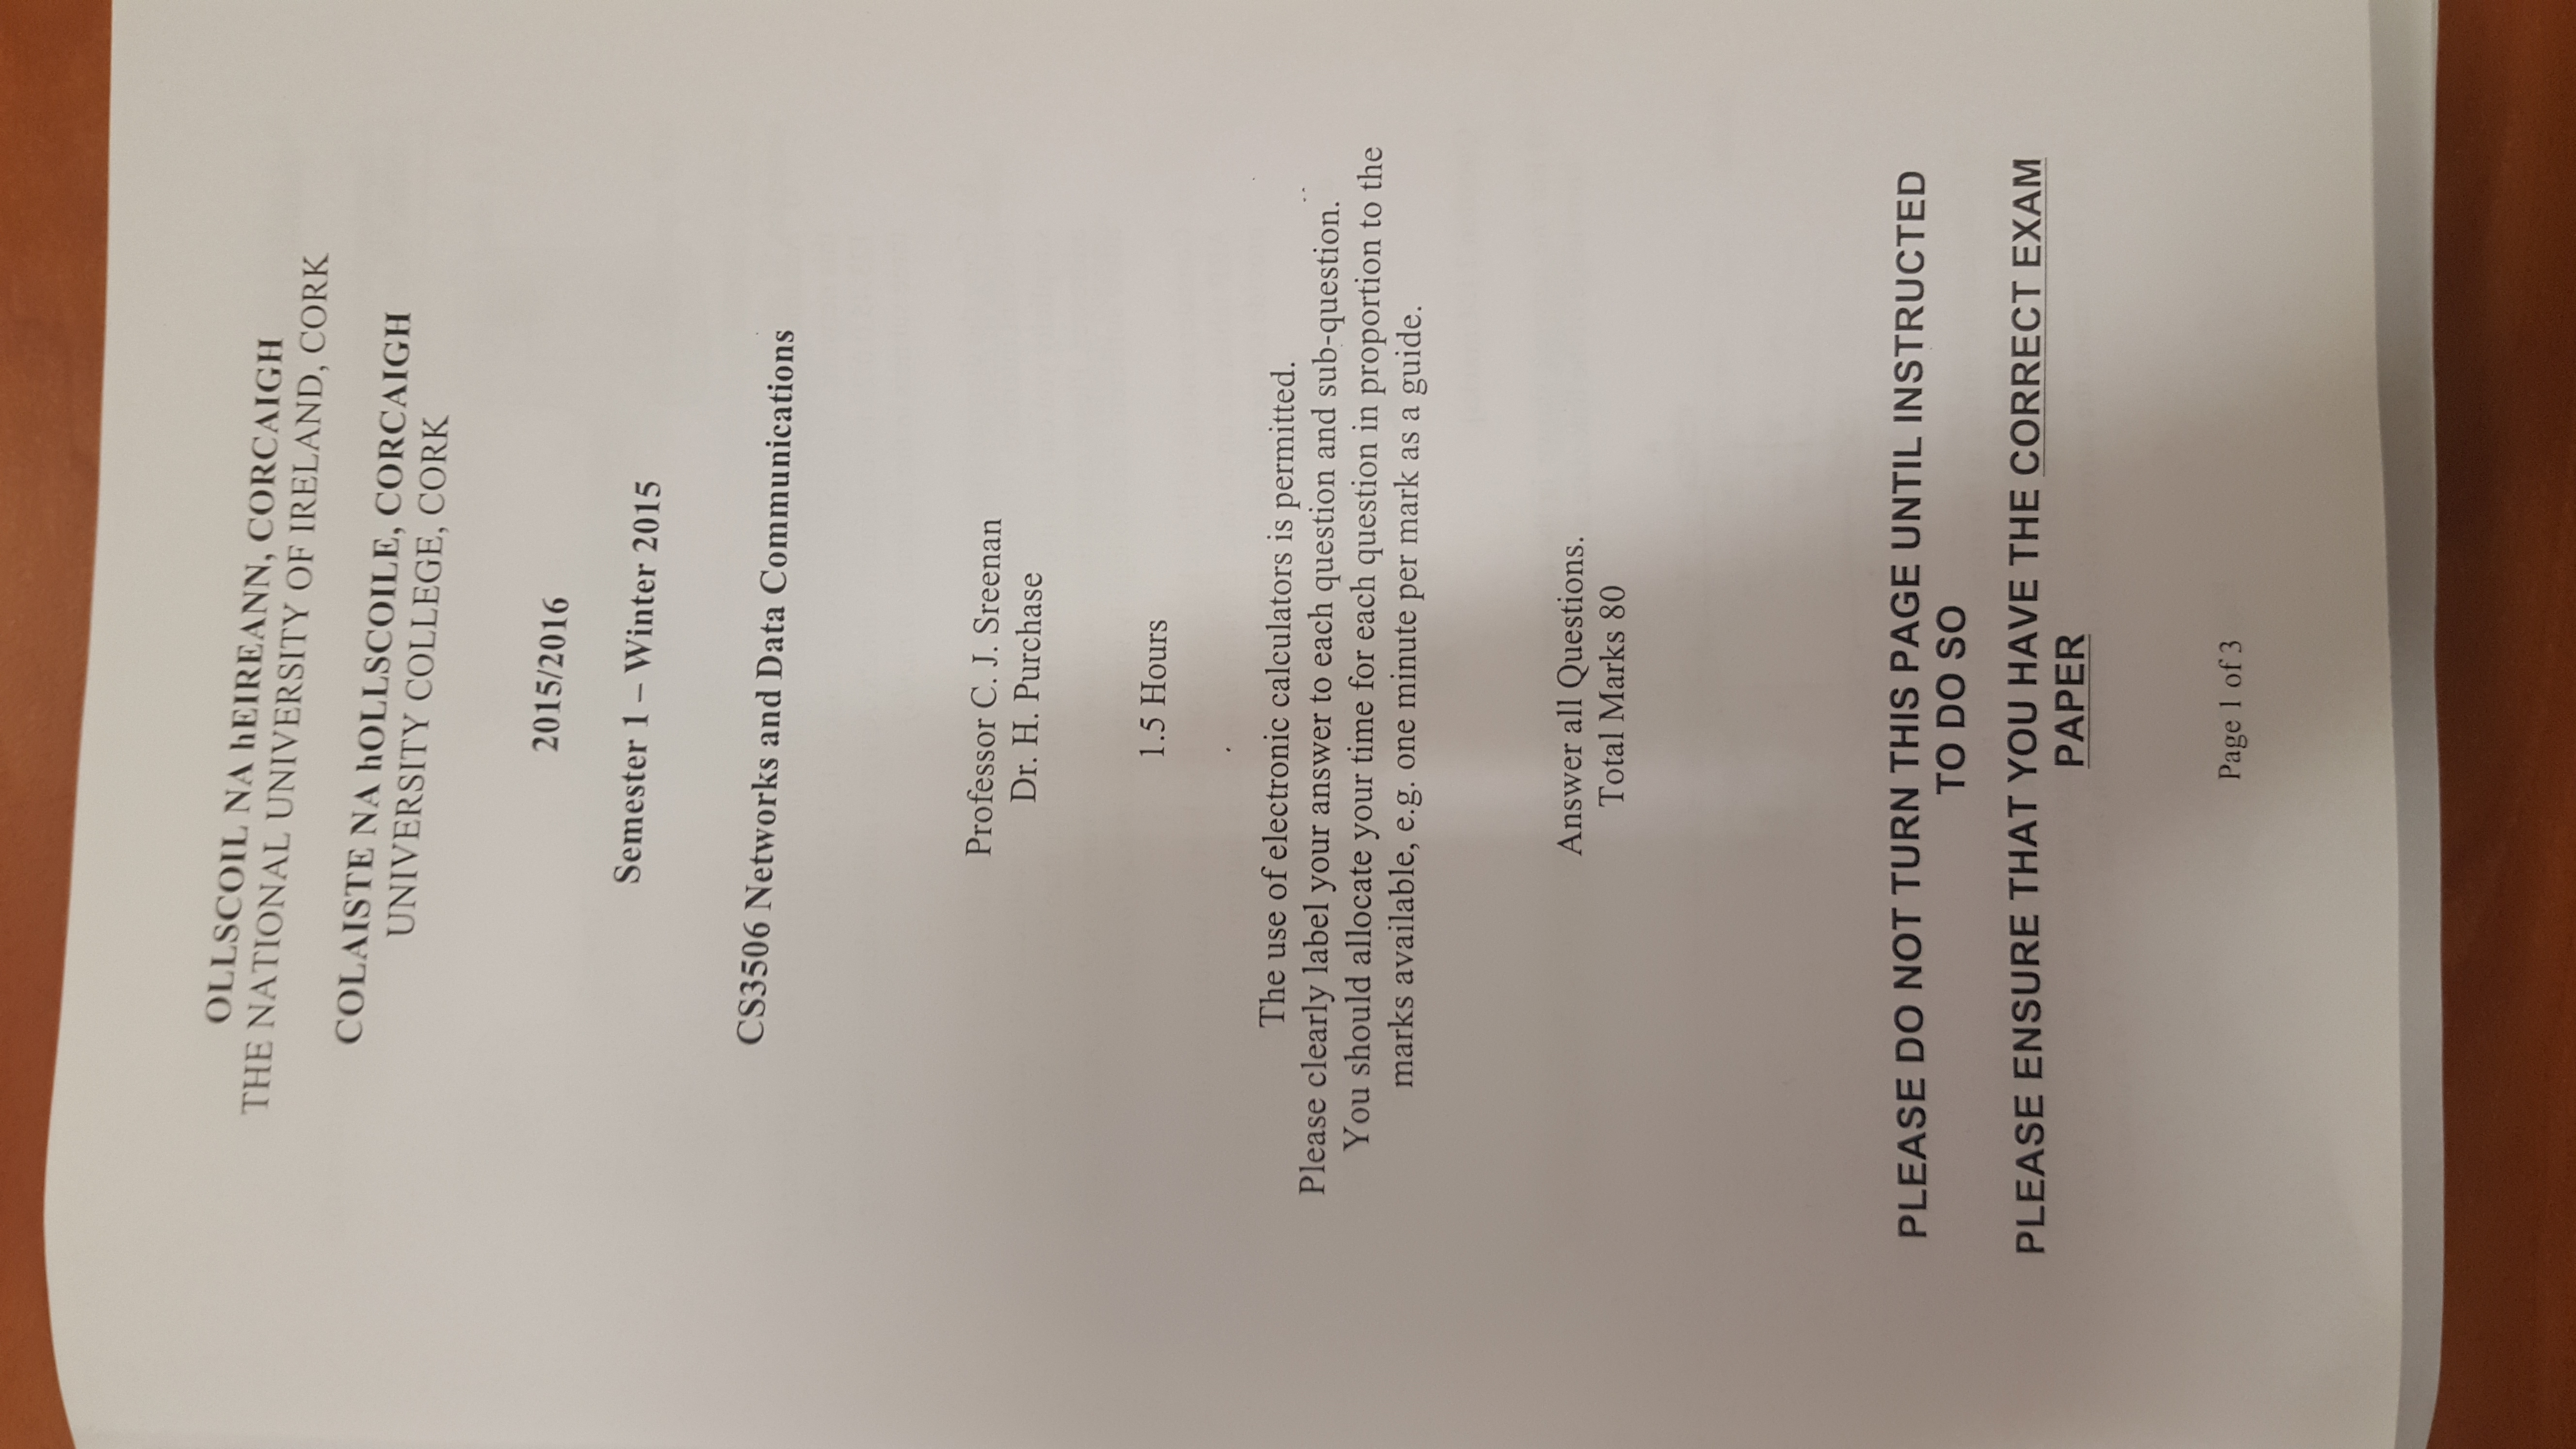 OLLSCOIL NA hEIREANN, CORCAIGH
THE NATIONAL UNIVERSITY OF IRELAND, CORK
COLAISTE NA hOLLSCOILE, CORCAIGH
UNIVERSITY COLLEGE, CORK
2015/2016
Semester 1 – Winter 2015
CS3506 Networks and Data Communications
Professor C. J. Sreenan
Dr. H. Purchase
1.5 Hours
The use of electronic calculators is permitted.
Please clearly label your answer to each question and sub-question.
You should allocate your time for each question in proportion to the
marks available, e.g. one minute per mark as a guide.
Answer all Questions.
Total Marks 80
PLEASE DO NOT TURN THIS PAGE UNTIL INSTRUCTED
TO DO SO
PLEASE ENSURE THAT YOU HAVE THE CORRECT EXAM
PAPER
Page 1 of 3